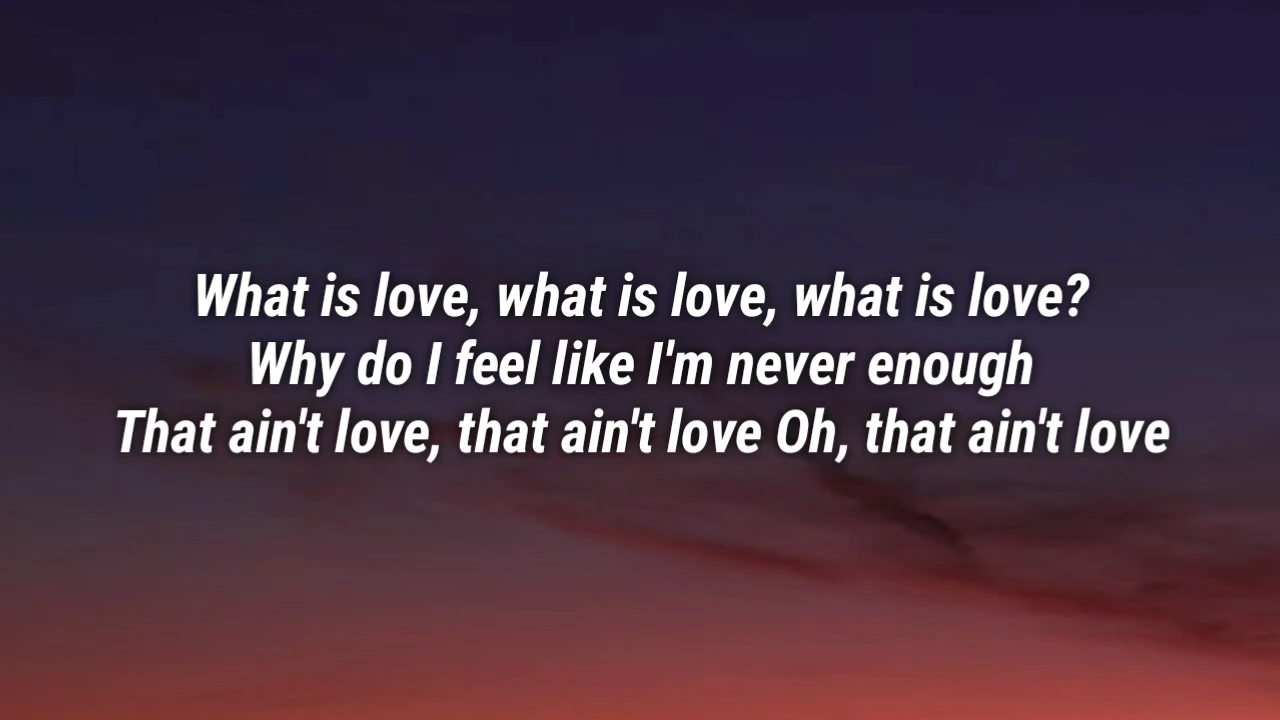 What is love, what is love, what is love?
Why do I feel like I'm never enough
That ain't love, that ain't love Oh, that ain't love